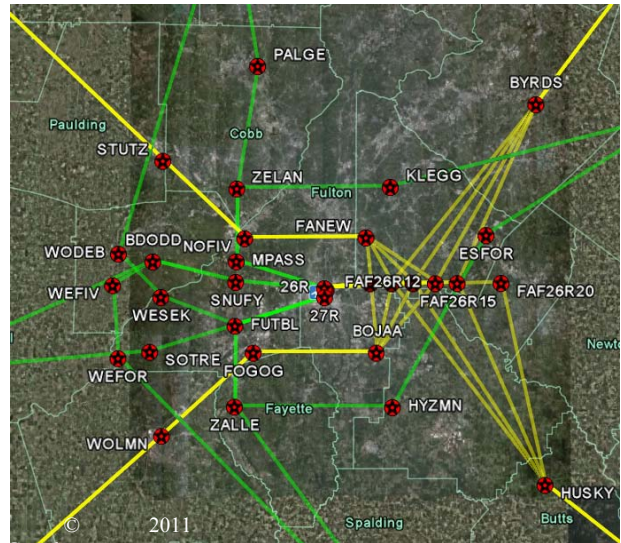 PALGE
BYRDS
Paulding
Cobb
STUTZ
ZELAN
Fulton
KLEGG
NOFIV
FANEW
ESFOR
WODEB
BDODD
MPASS
WEFIV
SNUFY
26R
FAF26R12
FAF26R15
FAF26R20
WESEK
27R
FUTBL
BOJAA
SOTRE
WEFOR
FOGOG
Newto
ZALLE
Fayette
HYZMN
WOLMN
HUSKY
Spalding
Butts
© 2011